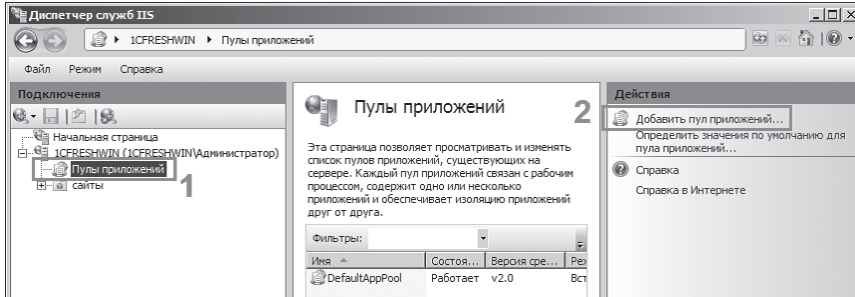 Диспетчер служб IIS
1CFRESHWIN
Пулы приложений
Файл Режим Справка
Подключения
Начальная страница
1CFRESHWIN (1CFRESHWIN\Администратор)
Пулы приложений
сайты
1
Пулы приложений
Эта страница позволяет просматривать и изменять
список пулов приложений, существующих на
сервере. Каждый пул приложений связан с рабочим
процессом, содержит одно или несколько
приложений и обеспечивает изоляцию приложений
друг от друга.
Фильтры:
Имя Состоя... Версия сре... Реж
DefaultAppPool Работает v2.0 Вст
2
Действия
Добавить пул приложений...
Определить значения по умолчанию для
пула приложений...
Справка
Справка в Интернете